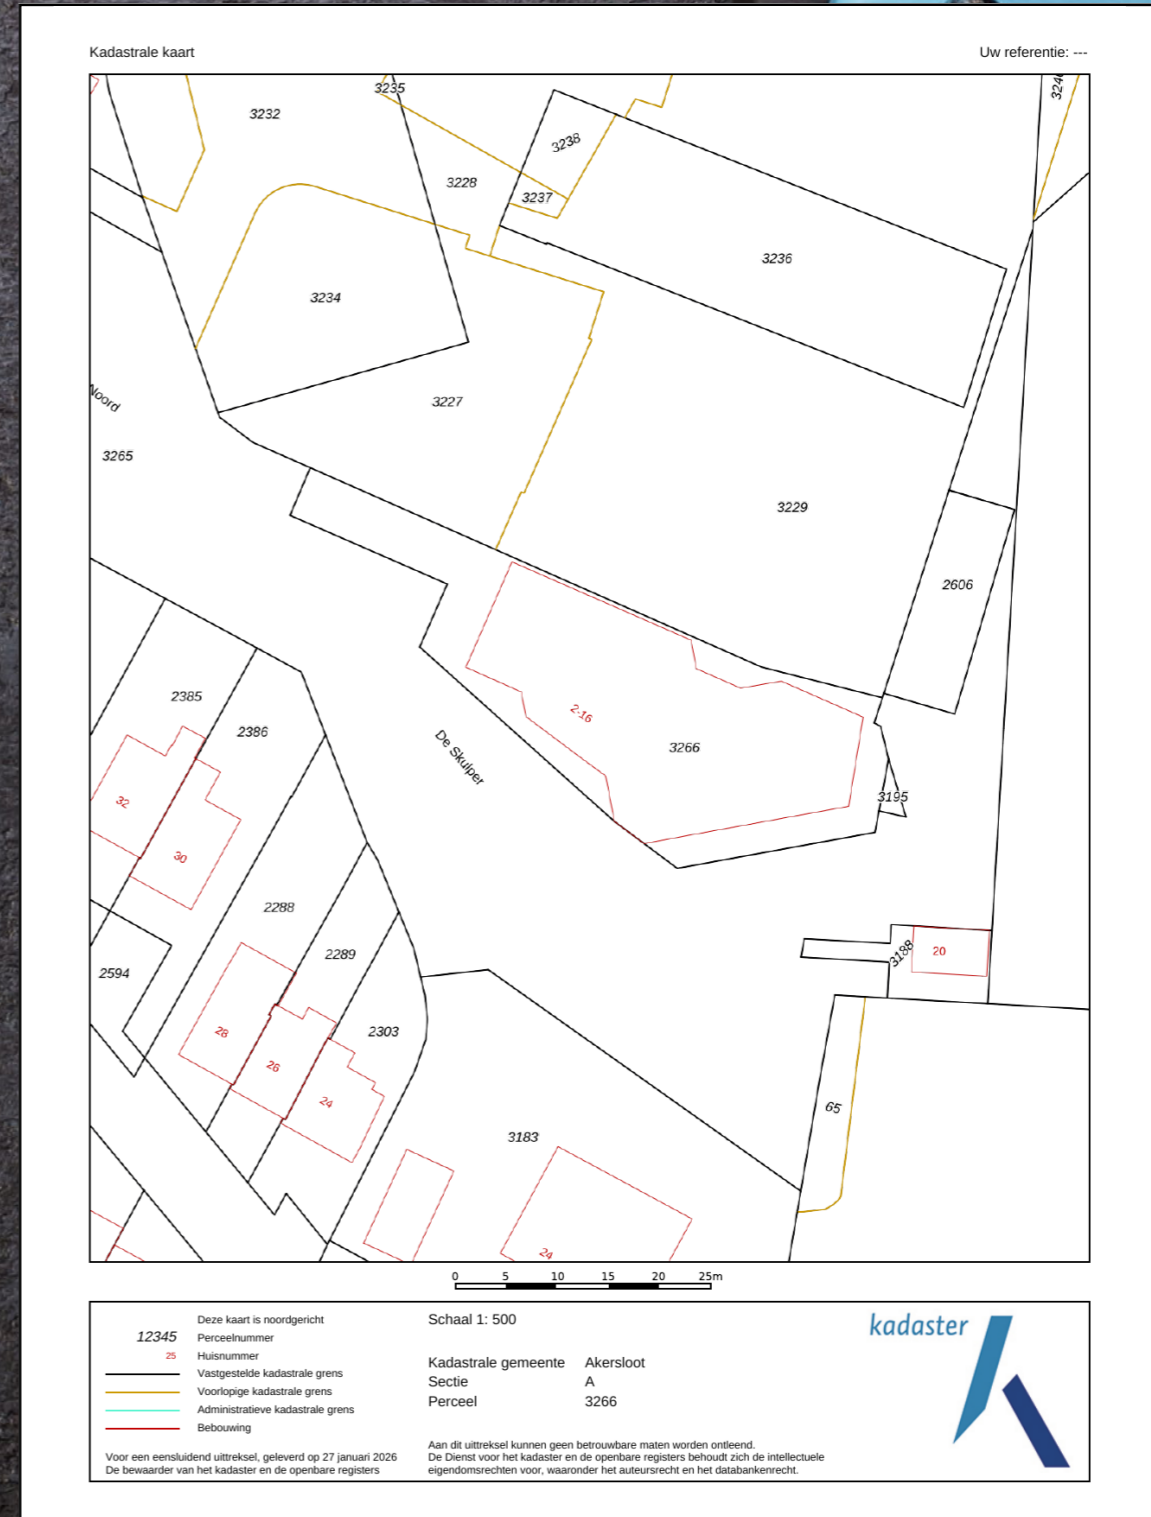 Kadastrale kaart
Uw referentie: ---
3235
3232
3238
3228
3237
3236
3234
3227
Noord
3265
3229
2606
2385
2386
2-16
3266
De Skulper
3195
32
30
2288
2289
3188
20
2594
28
2303
26
24
65
3183
24
0 5 10 15 20 25m
Deze kaart is noordgericht
12345 Perceelnummer
25 Huisnummer
Vastgestelde kadastrale grens
Voorlopige kadastrale grens
Administratieve kadastrale grens
Bebouwing
Voor een eensluidend uittreksel, geleverd op 27 januari 2026
De bewaarder van het kadaster en de openbare registers
Schaal 1: 500
Kadastrale gemeente Akersloot
Sectie A
Perceel 3266
Aan dit uittreksel kunnen geen betrouwbare maten worden ontleend.
De Dienst voor het kadaster en de openbare registers behoudt zich de intellectuele
eigendomsrechten voor, waaronder het auteursrecht en het databankenrecht.
kadaster